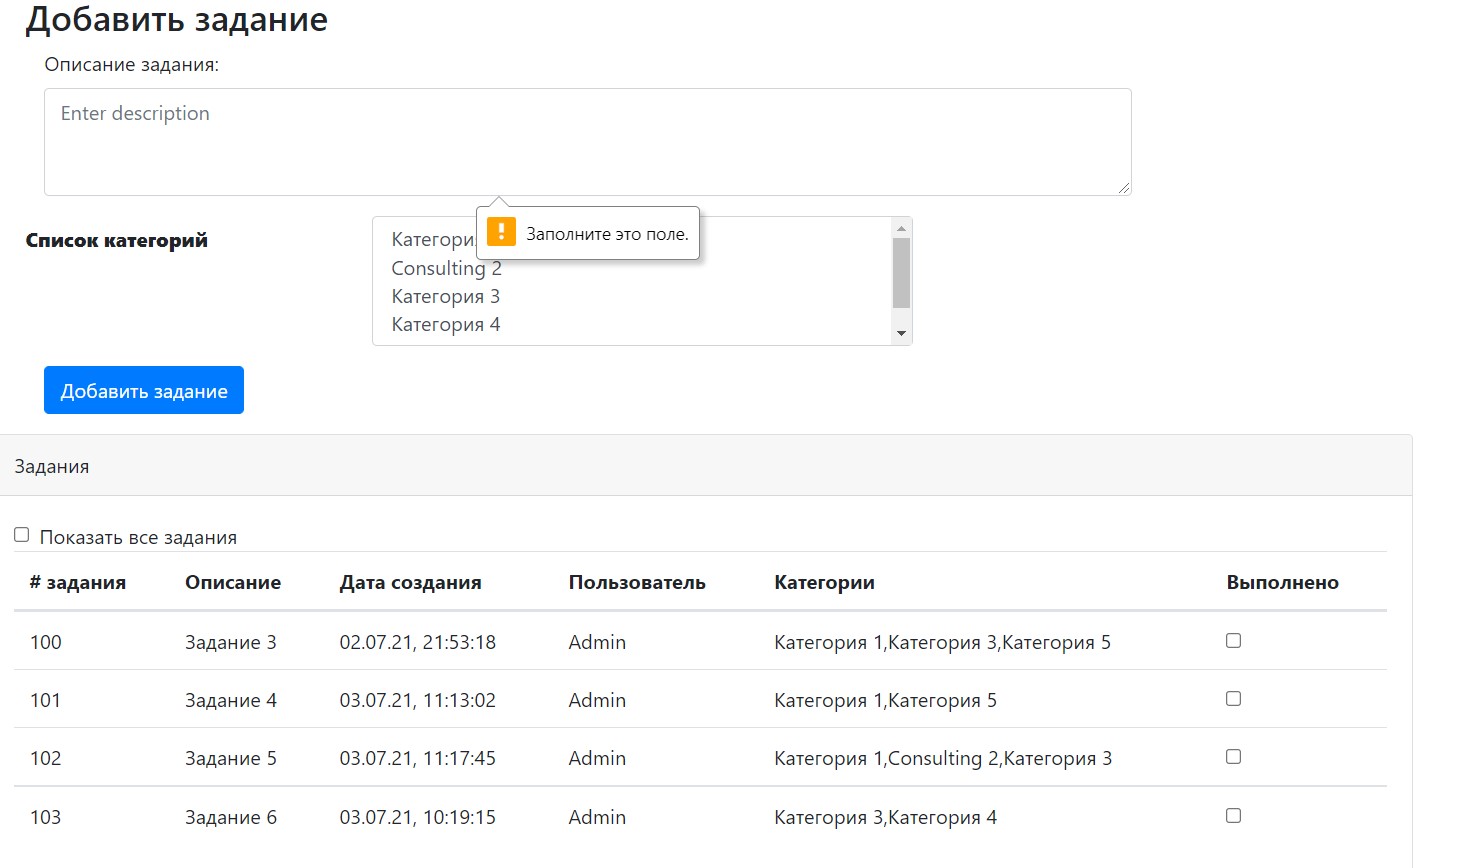 Добавить задание
Описание задания:
Enter description
Заполните это поле.
Список категорий
Consulting 2
Категория 3
Категория 4
Добавить задание
Задания
Показать все задания
# задания Описание Дата создания Пользователь Категории Выполнено
100 Задание 3 02.07.21, 21:53:18 Admin Категория 1,Категория 3,Категория 5
101 Задание 4 03.07.21, 11:13:02 Admin Категория 1,Категория 5
102 Задание 5 03.07.21, 11:17:45 Admin Категория 1,Consulting 2,Категория 3
103 Задание 6 03.07.21, 10:19:15 Admin Категория 3,Категория 4